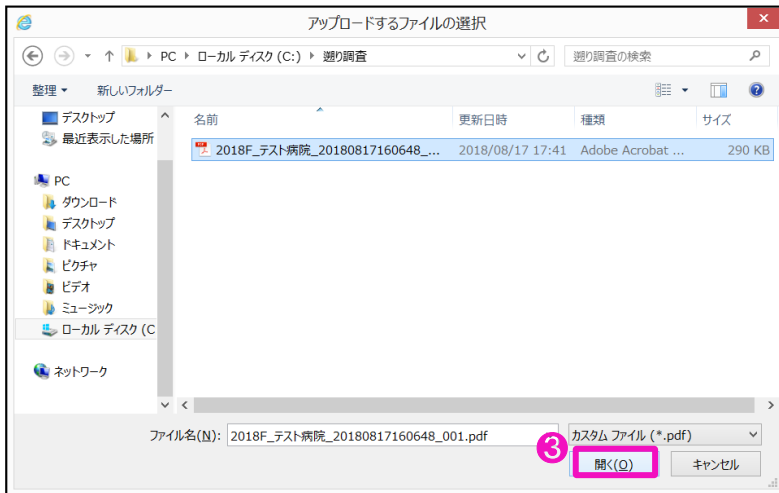 アップロードするファイルの選択
PC ▸ ローカル ディスク (C:) ▸ 遡り調査
遡り調査の検索
整理 新しいフォルダー
デスクトップ
最近表示した場所
PC
ダウンロード
デスクトップ
ドキュメント
ピクチャ
ビデオ
ミュージック
ローカル ディスク (C
ネットワーク
名前 更新日時 種類 サイズ
2018F_テスト病院_20180817160648_... 2018/08/17 17:41 Adobe Acrobat ... 290 KB
ファイル名(N): 2018F_テスト病院_20180817160648_001.pdf カスタム ファイル (*.pdf)
3 開く(O) キャンセル